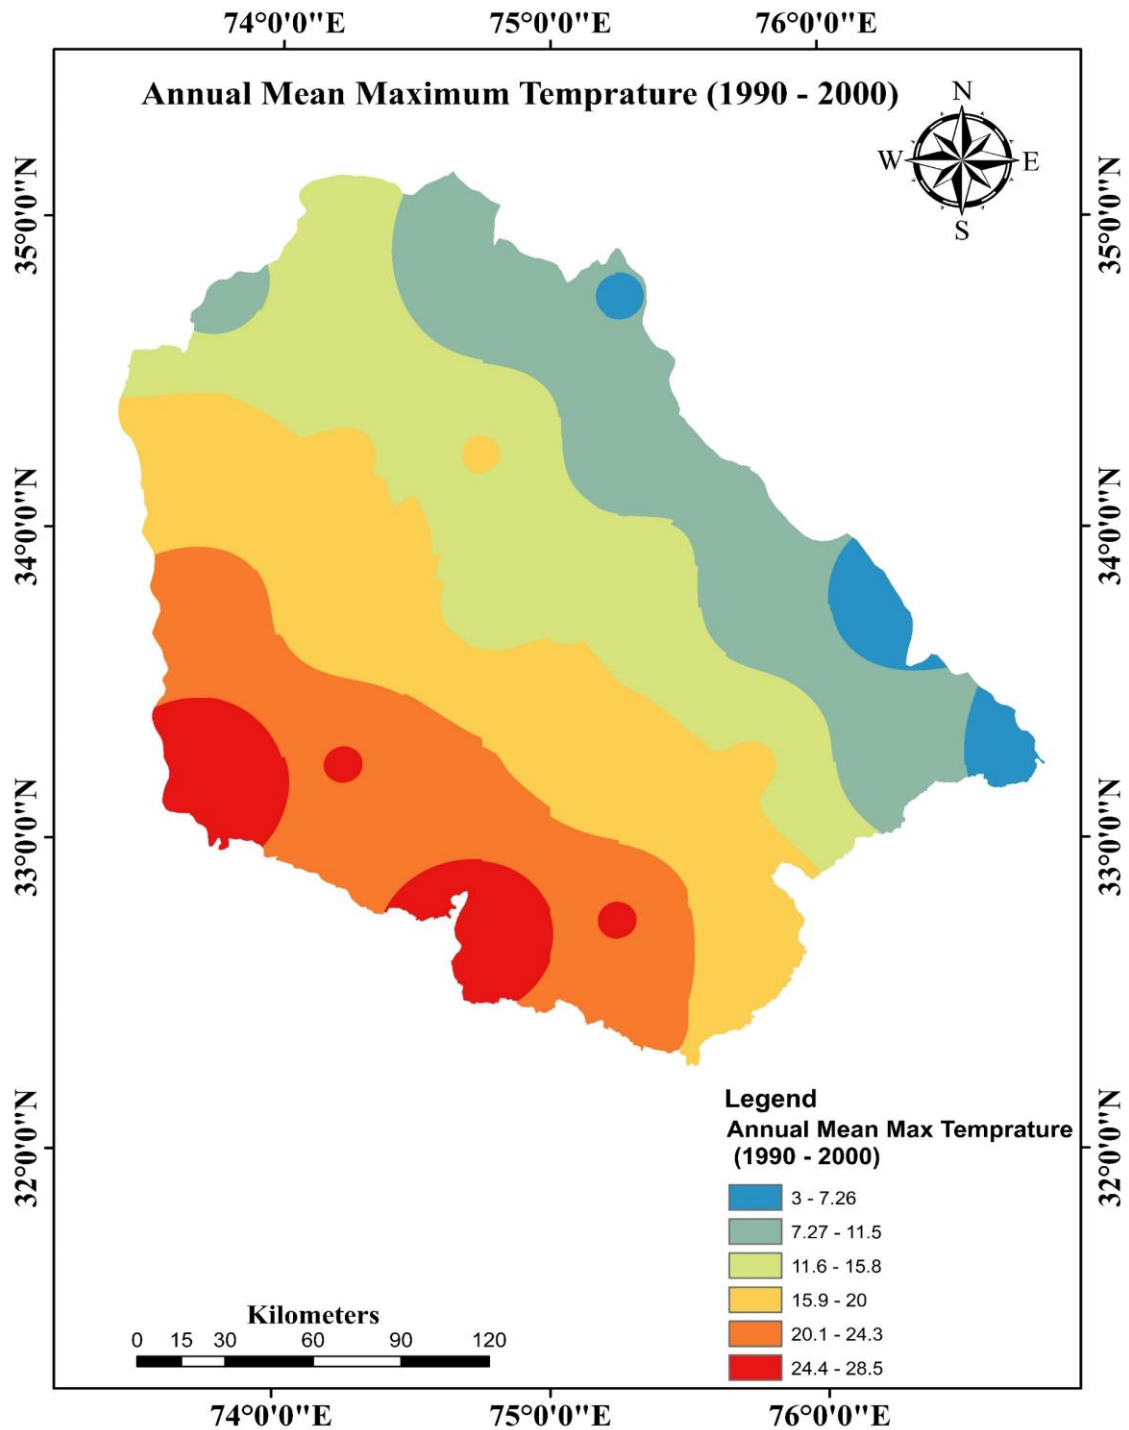 74°0'0"E 75°0'0"E 76°0'0"E
Annual Mean Maximum Temprature (1990 - 2000)
N
W E
S
35°0'0"N 35°0'0"N
34°0'0"N 34°0'0"N
33°0'0"N 33°0'0"N
Legend
Annual Mean Max Temprature
(1990 - 2000)
32°0'0"N 32°0'0"N
3 - 7.26
7.27 - 11.5
11.6 - 15.8
15.9 - 20
20.1 - 24.3
24.4 - 28.5
Kilometers
0 15 30 60 90 120
74°0'0"E 75°0'0"E 76°0'0"E